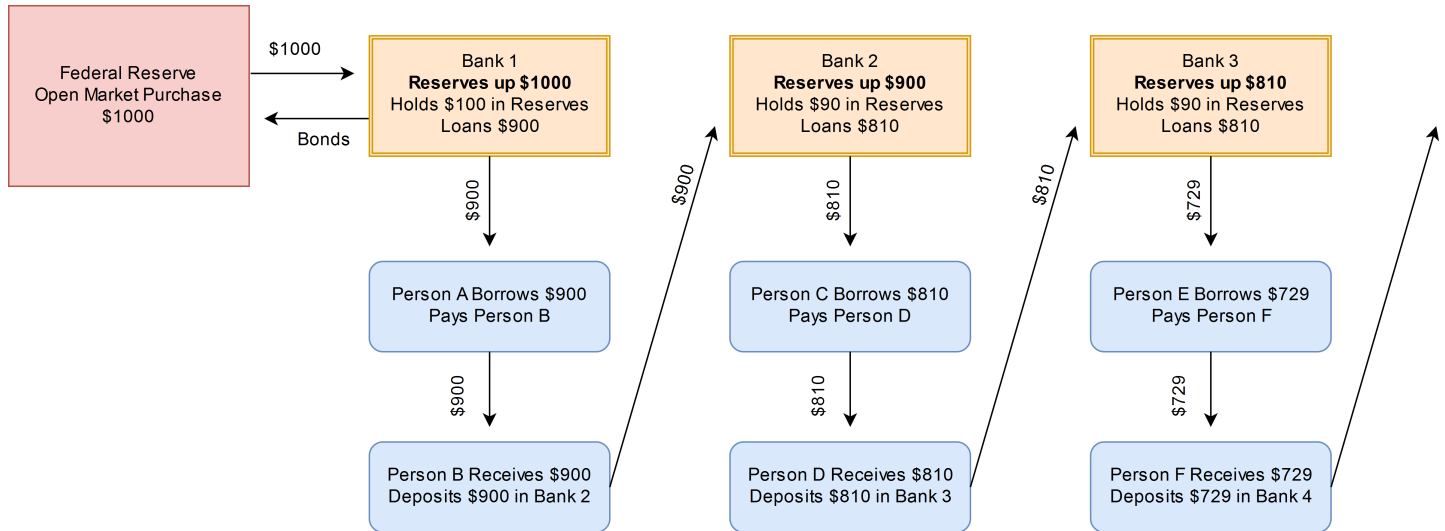 Federal Reserve
Open Market Purchase
$1000
$1000
Bonds
Bank 1
Reserves up $1000
Holds $100 in Reserves
Loans $900
$900
Person A Borrows $900
Pays Person B
$900
Person B Receives $900
Deposits $900 in Bank 2
$900
Bank 2
Reserves up $900
Holds $90 in Reserves
Loans $810
$810
Person C Borrows $810
Pays Person D
$810
Person D Receives $810
Deposits $810 in Bank 3
$810
Bank 3
Reserves up $810
Holds $90 in Reserves
Loans $810
$729
Person E Borrows $729
Pays Person F
$729
Person F Receives $729
Deposits $729 in Bank 4